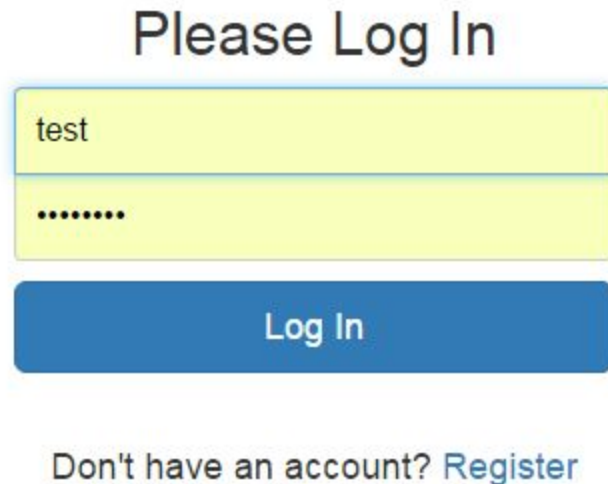 Please Log In
test
••••••••
Log In
Don't have an account? Register